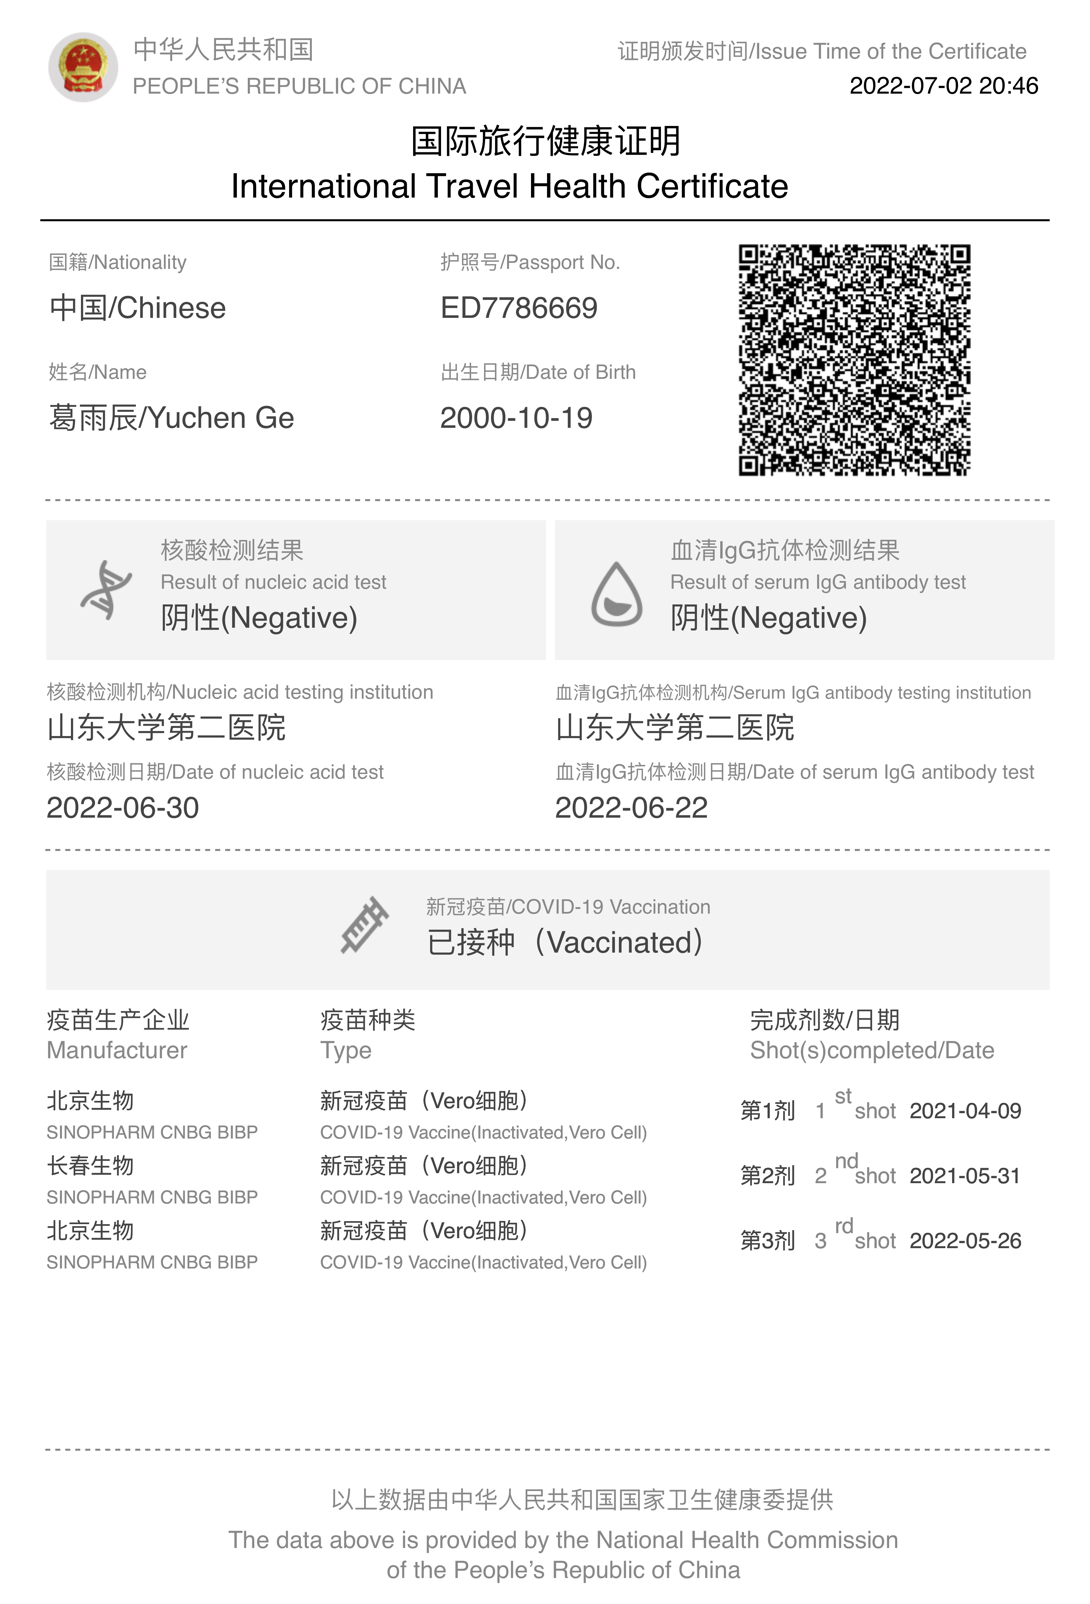 中华人民共和国
PEOPLE’S REPUBLIC OF CHINA
证明颁发时间/Issue Time of the Certificate
2022-07-02 20:46
国际旅行健康证明
International Travel Health Certificate
国籍/Nationality
中国/Chinese
护照号/Passport No.
ED7786669
姓名/Name
葛雨辰/Yuchen Ge
出生日期/Date of Birth
2000-10-19
核酸检测结果
Result of nucleic acid test
阴性(Negative)
血清IgG抗体检测结果
Result of serum IgG antibody test
阴性(Negative)
核酸检测机构/Nucleic acid testing institution
山东大学第二医院
核酸检测日期/Date of nucleic acid test
2022-06-30
血清IgG抗体检测机构/Serum IgG antibody testing institution
山东大学第二医院
血清IgG抗体检测日期/Date of serum IgG antibody test
2022-06-22
新冠疫苗/COVID-19 Vaccination
已接种（Vaccinated）
疫苗生产企业 疫苗种类 完成剂数/日期
Manufacturer Type Shot(s)completed/Date
北京生物 新冠疫苗（Vero细胞）
SINOPHARM CNBG BIBP COVID-19 Vaccine(Inactivated,Vero Cell)
第1剂 1 st shot 2021-04-09
长春生物 新冠疫苗（Vero细胞）
SINOPHARM CNBG BIBP COVID-19 Vaccine(Inactivated,Vero Cell)
第2剂 2 nd shot 2021-05-31
北京生物 新冠疫苗（Vero细胞）
SINOPHARM CNBG BIBP COVID-19 Vaccine(Inactivated,Vero Cell)
第3剂 3 rd shot 2022-05-26
以上数据由中华人民共和国国家卫生健康委提供
The data above is provided by the National Health Commission
of the People’s Republic of China